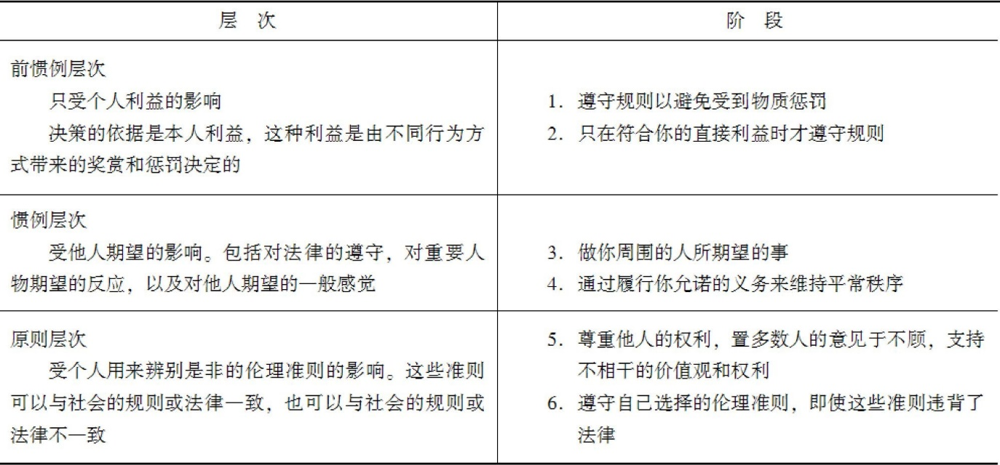 层 次
阶 段
前惯例层次
只受个人利益的影响
决策的依据是本人利益，这种利益是由不同行为方
式带来的奖赏和惩罚决定的
1. 遵守规则以避免受到物质惩罚
2. 只在符合你的直接利益时才遵守规则
惯例层次
受他人期望的影响。包括对法律的遵守，对重要人
物期望的反应，以及对他人期望的一般感觉
3. 做你周围的人所期望的事
4. 通过履行你允诺的义务来维持平常秩序
原则层次
受个人用来辨别是非的伦理准则的影响。这些准则
可以与社会的规则或法律一致，也可以与社会的规则或
法律不一致
5. 尊重他人的权利，置多数人的意见于不顾，支持
不相干的价值观和权利
6. 遵守自己选择的伦理准则，即使这些准则违背了
法律